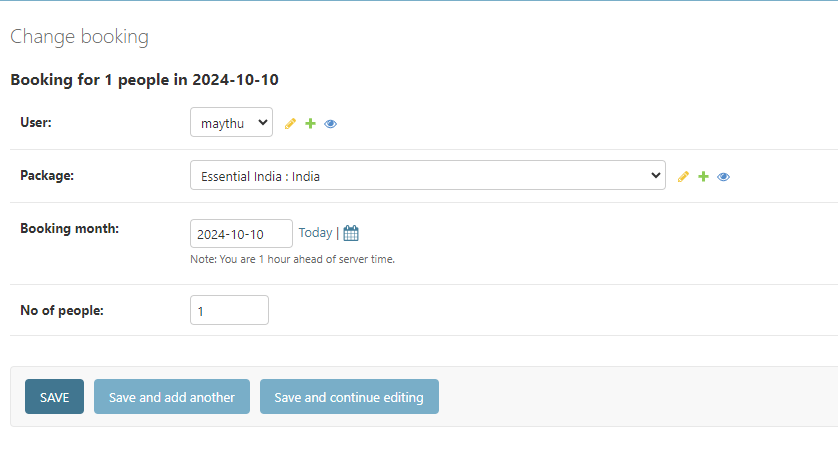 Change booking
Booking for 1 people in 2024-10-10
User: maythu
Package: Essential India : India
Booking month: 2024-10-10 Today |
Note: You are 1 hour ahead of server time.
No of people: 1
SAVE Save and add another Save and continue editing